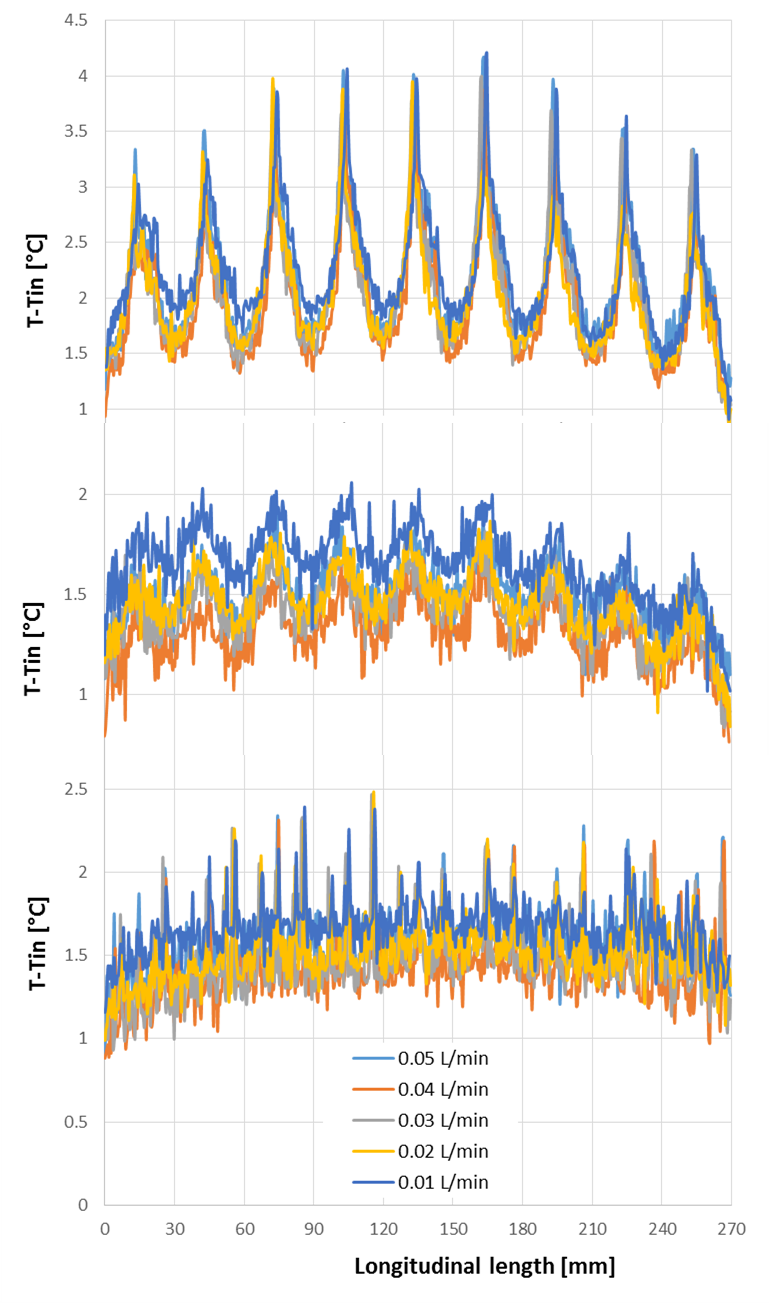 4.5
4
3.5
3
2.5
2
1.5
1
T-Tin [°C]
2
1.5
1
T-Tin [°C]
2.5
2
1.5
1
0.5
0
T-Tin [°C]
0.05 L/min
0.04 L/min
0.03 L/min
0.02 L/min
0.01 L/min
0 30 60 90 120 150 180 210 240 270
Longitudinal length [mm]